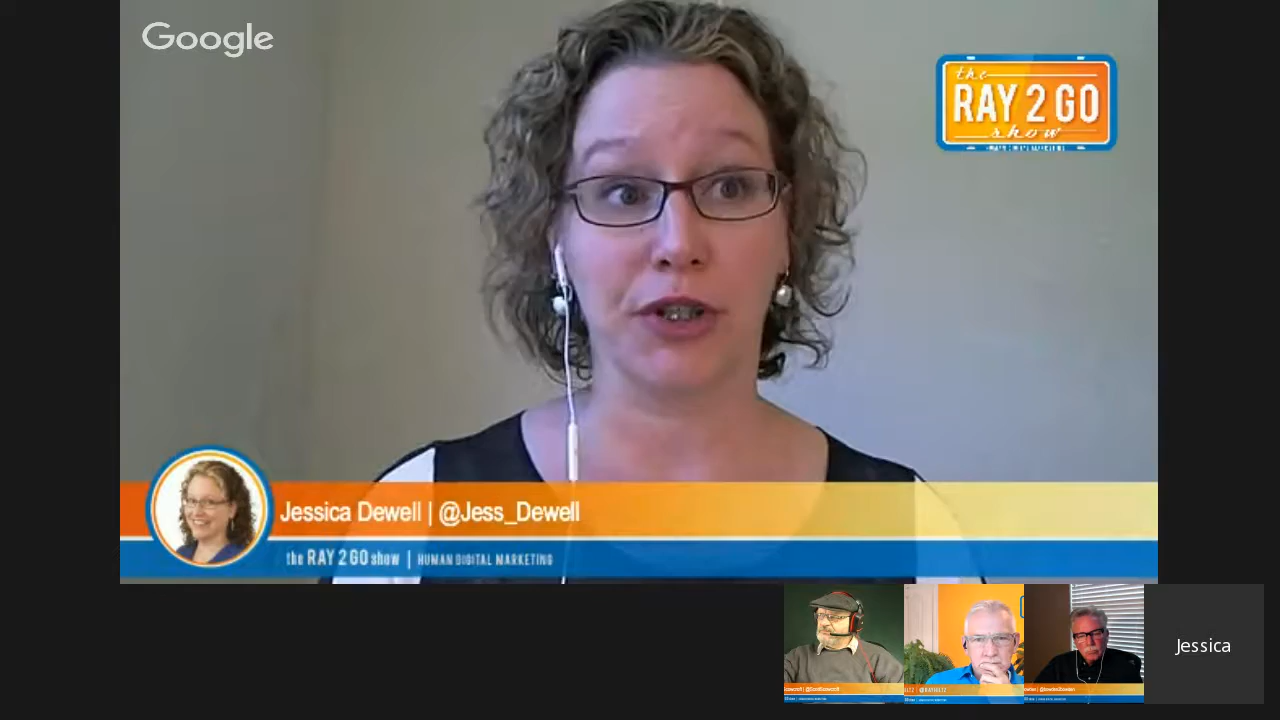 Google
the
RAY 2 GO
show
Jessica Dewell | @Jess_Dewell
the RAY 2 GO show | HUMAN DIGITAL MARKETING
Jessica